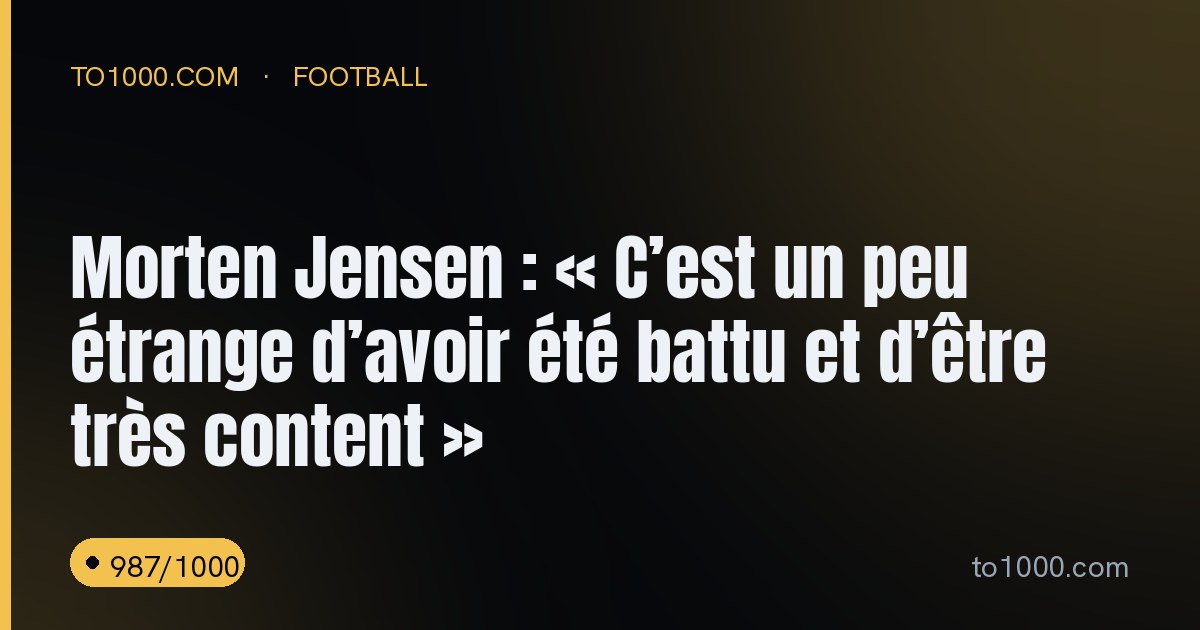 TO1000.COM · FOOTBALL
Morten Jensen : « C’est un peu
étrange d’avoir été battu et d’être
très content »
987/1000
to1000.com